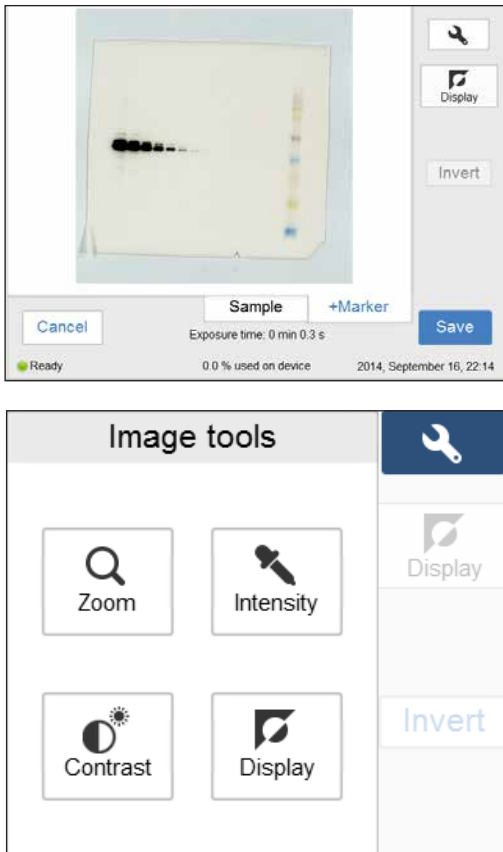 Display
Invert
Sample
+Marker
Cancel
Exposure time: 0 min 0.3 s
Save
Ready
0.0 % used on device
2014, September 16, 22:14
Image tools
Zoom
Intensity
Display
Contrast
Display
Invert